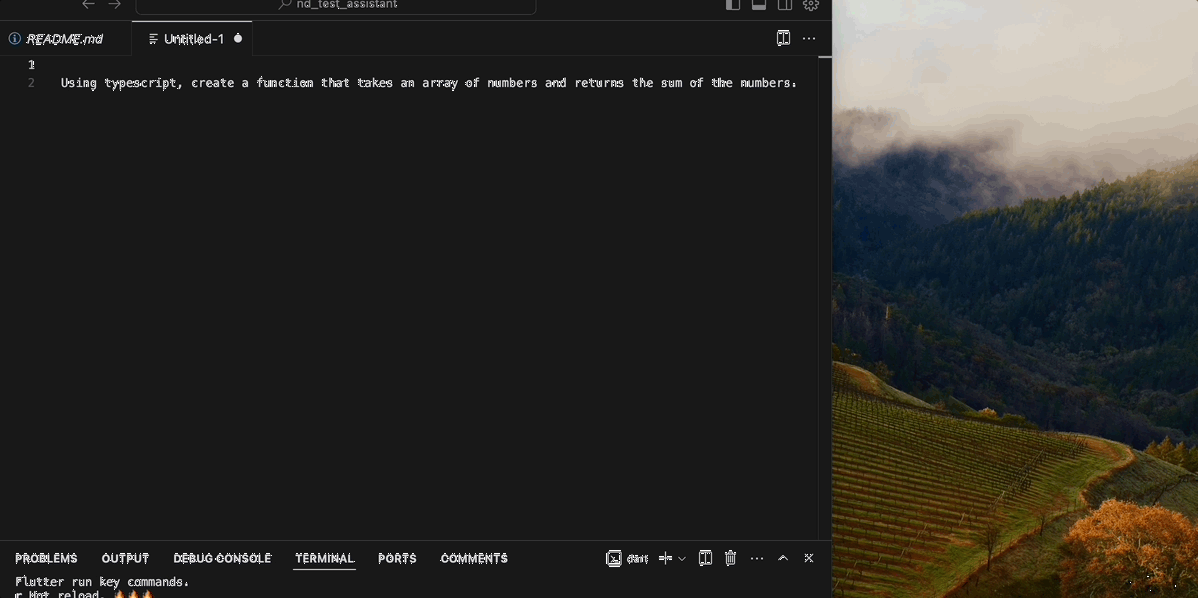 nd_test_assistant
README.md
Untitled-1
1
2 Using typescript, create a function that takes an array of numbers and returns the sum of the numbers.
PROBLEMS OUTPUT DEBUG CONSOLE TERMINAL PORTS COMMENTS dart
Flutter run key commands.
r Hot reload. 🔥🔥🔥